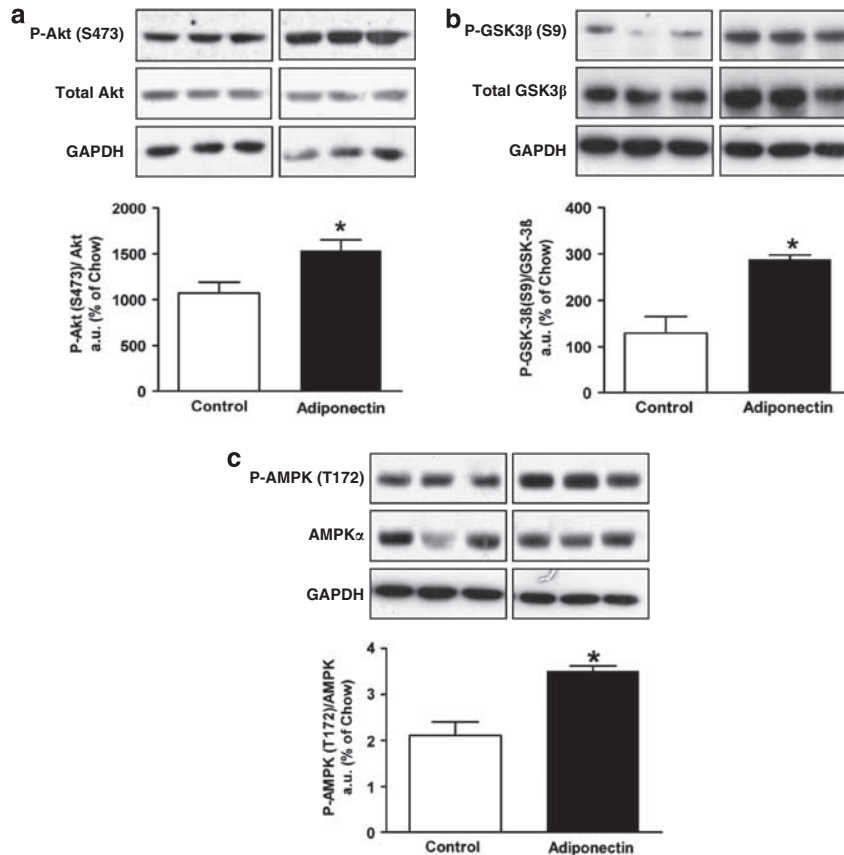 a
P-Akt (S473)
Total Akt
GAPDH
P-Akt (S473)/ Akt
a.u. (% of Chow)
2000
1500
1000
500
0
*
Control
Adiponectin
b
P-GSK3β (S9)
Total GSK3β
GAPDH
P-GSK-3ß(S9)/GSK-3ß
a.u. (% of Chow)
400
300
200
100
0
*
Control
Adiponectin
c
P-AMPK (T172)
AMPKα
GAPDH
P-AMPK (T172)/AMPK
a.u. (% of Chow)
4
3
2
1
0
*
Control
Adiponectin